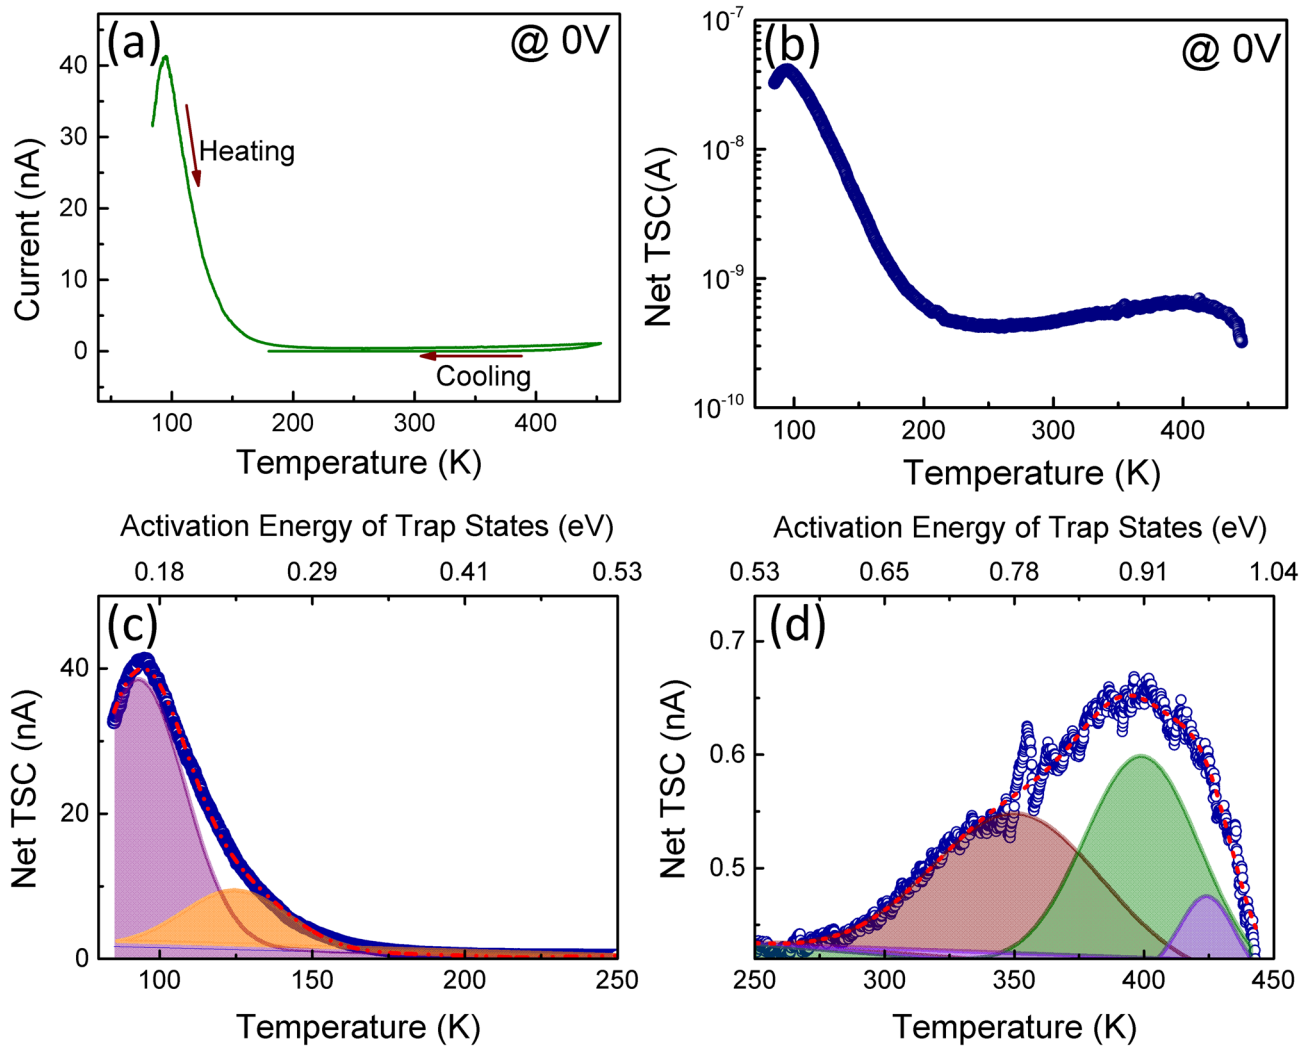 (a)
@ 0V
Current (nA)
40
30
20
10
0
Heating
Cooling
100
200
300
400
Temperature (K)
(b)
@ 0V
Net TSC(A)
10⁻⁷
10⁻⁸
10⁻⁹
10⁻¹⁰
100
200
300
400
Temperature (K)
Activation Energy of Trap States (eV)
0.18
0.29
0.41
0.53
(c)
Net TSC (nA)
40
20
0
100
150
200
250
Temperature (K)
Activation Energy of Trap States (eV)
0.53
0.65
0.78
0.91
1.04
(d)
Net TSC (nA)
0.7
0.6
0.5
250
300
350
400
450
Temperature (K)